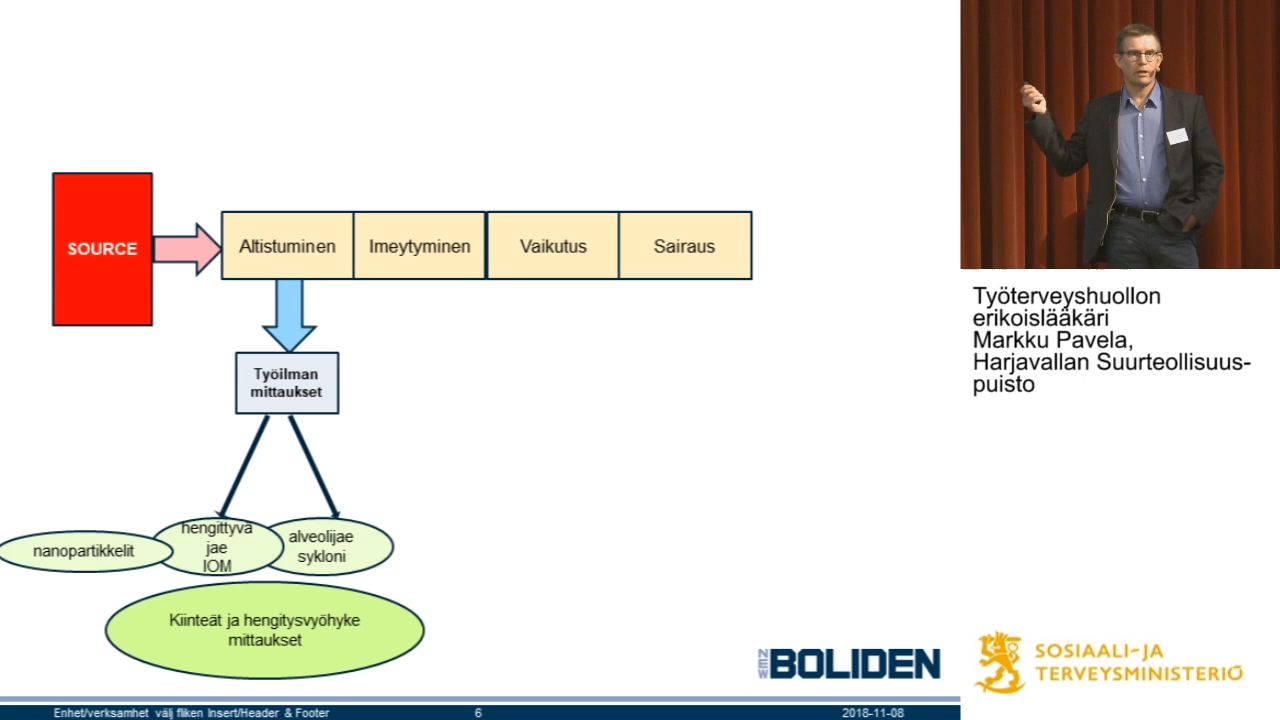 SOURCE
Altistuminen
Imeytyminen
Vaikutus
Sairaus
Työilman
mittaukset
nanopartikkelit
hengittyvä
jae
IOM
alveolijae
sykloni
Kiinteät ja hengitysvyöhyke
mittaukset
NEW BOLIDEN
Enhet/verksamhet välj fliken Insert/Header & Footer
6
2018-11-08
Työterveyshuollon
erikoislääkäri
Markku Pavela,
Harjavallan Suurteollisuus-
puisto
SOSIAALI-JA
TERVEYSMINISTERIÖ